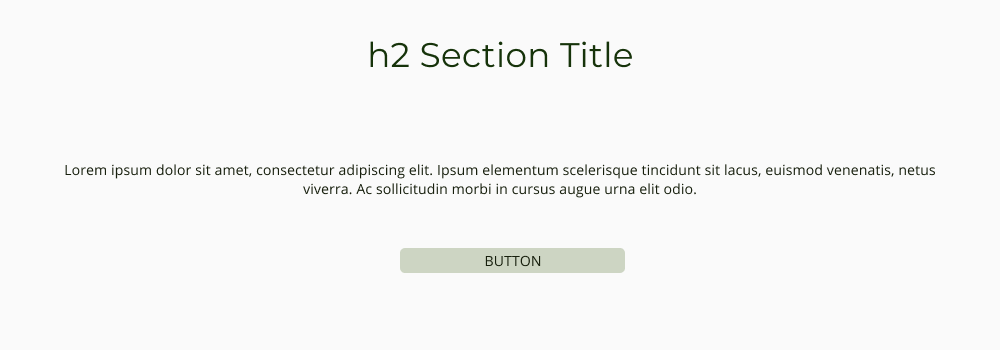 h2 Section Title
Lorem ipsum dolor sit amet, consectetur adipiscing elit. Ipsum elementum scelerisque tincidunt sit lacus, euismod venenatis, netus
viverra. Ac sollicitudin morbi in cursus augue urna elit odio.
BUTTON